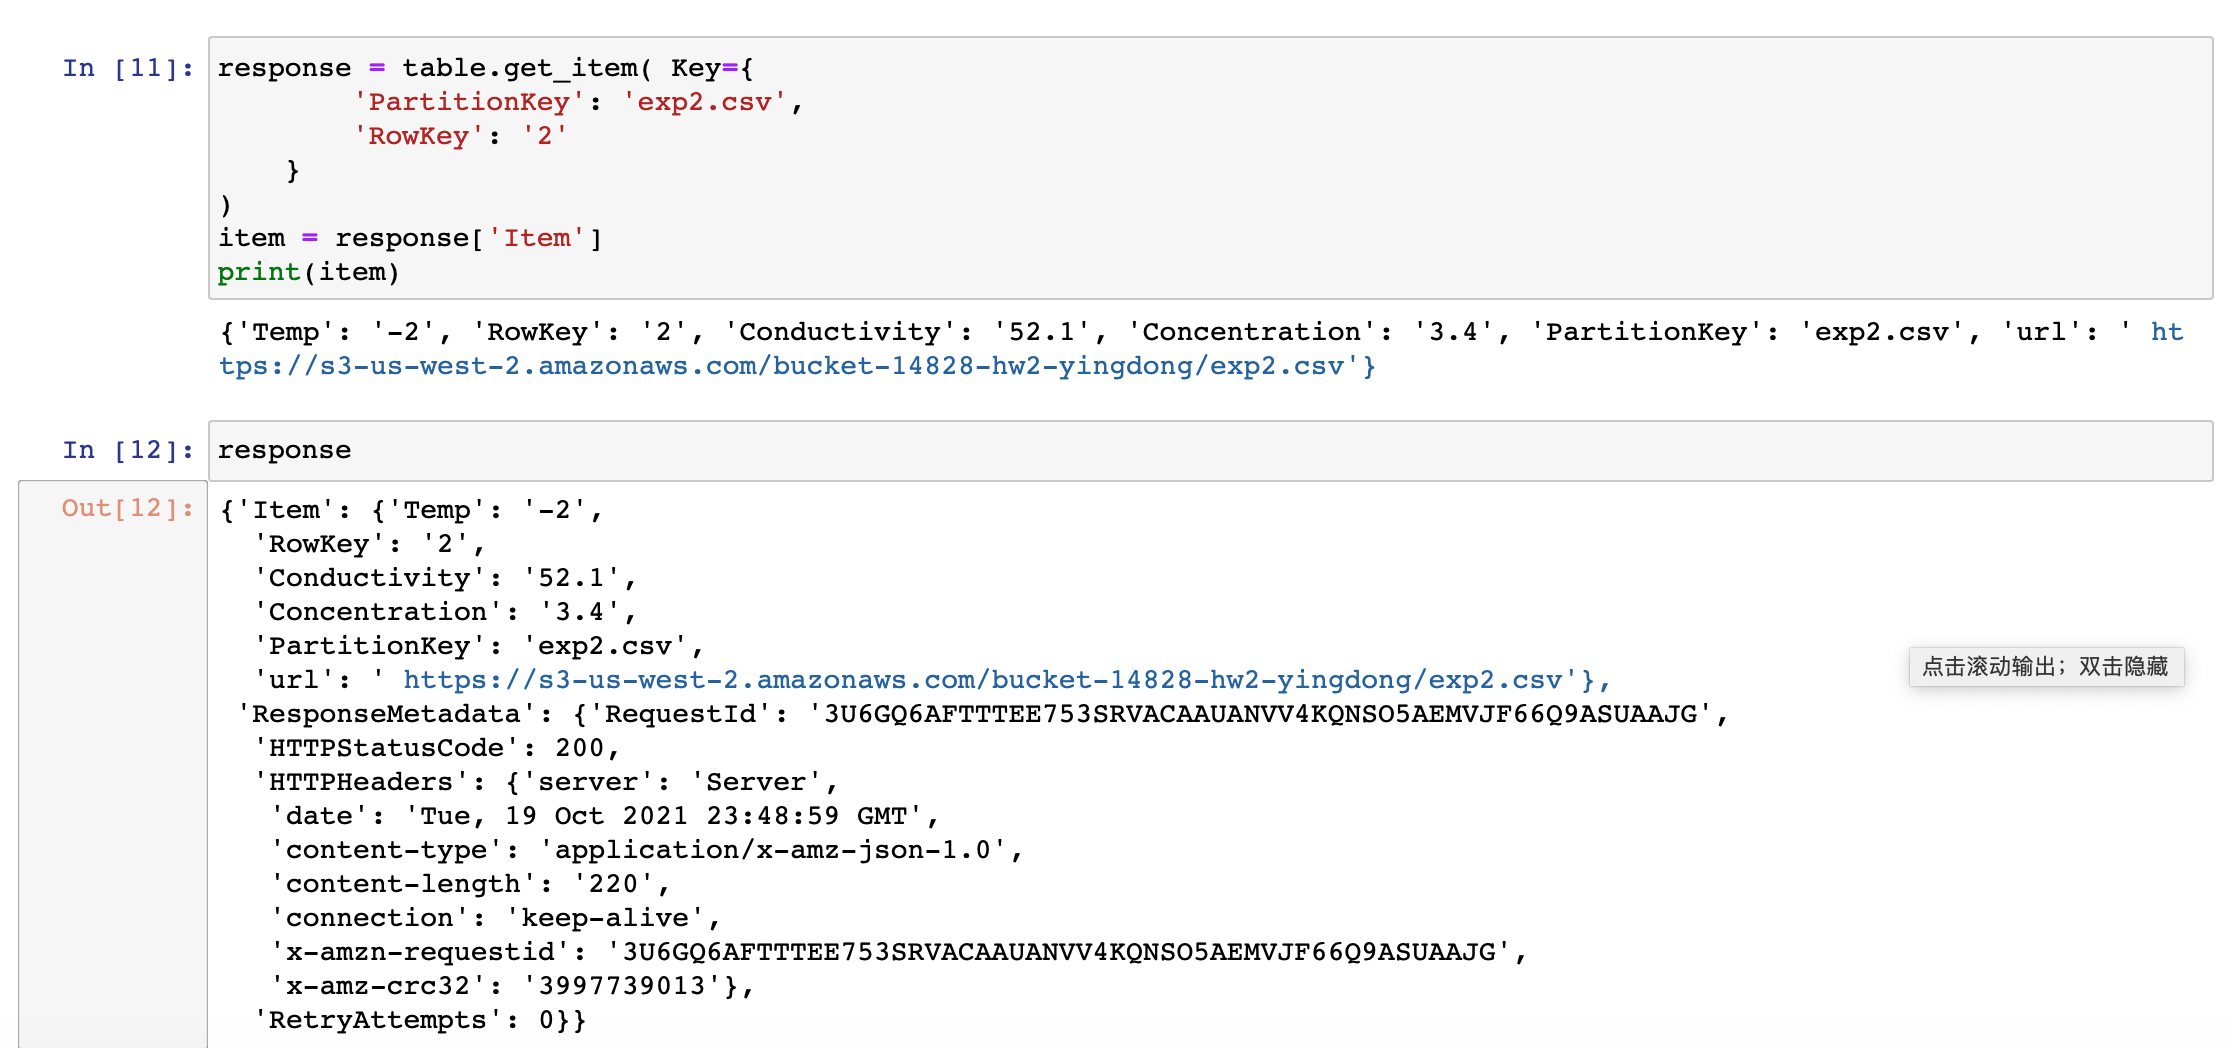 In [11]: response = table.get_item( Key={
'PartitionKey': 'exp2.csv',
'RowKey': '2'
}
)
item = response['Item']
print(item)
{'Temp': '-2', 'RowKey': '2', 'Conductivity': '52.1', 'Concentration': '3.4', 'PartitionKey': 'exp2.csv', 'url': ' ht
tps://s3-us-west-2.amazonaws.com/bucket-14828-hw2-yingdong/exp2.csv'}
In [12]: response
Out[12]: {'Item': {'Temp': '-2',
'RowKey': '2',
'Conductivity': '52.1',
'Concentration': '3.4',
'PartitionKey': 'exp2.csv',
'url': ' https://s3-us-west-2.amazonaws.com/bucket-14828-hw2-yingdong/exp2.csv'},
点击滚动输出；双击隐藏
'ResponseMetadata': {'RequestId': '3U6GQ6AFTTTEE753SRVACAAUANVV4KQNSO5AEMVJF66Q9ASUAAJG',
'HTTPStatusCode': 200,
'HTTPHeaders': {'server': 'Server',
'date': 'Tue, 19 Oct 2021 23:48:59 GMT',
'content-type': 'application/x-amz-json-1.0',
'content-length': '220',
'connection': 'keep-alive',
'x-amzn-requestid': '3U6GQ6AFTTTEE753SRVACAAUANVV4KQNSO5AEMVJF66Q9ASUAAJG',
'x-amz-crc32': '3997739013'},
'RetryAttempts': 0}}